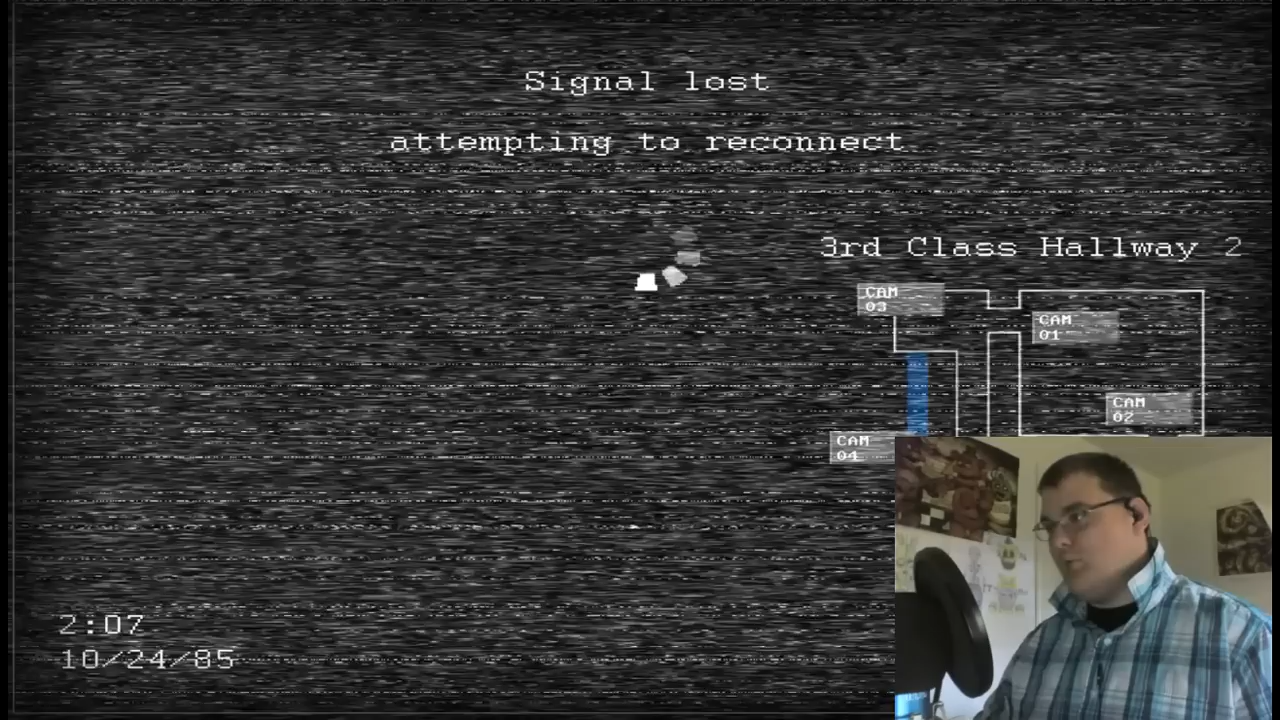 Signal lost
attempting to reconnect
3rd Class Hallway 2
CAM
03
CAM
01
CAM
02
CAM
04
2:07
10/24/85